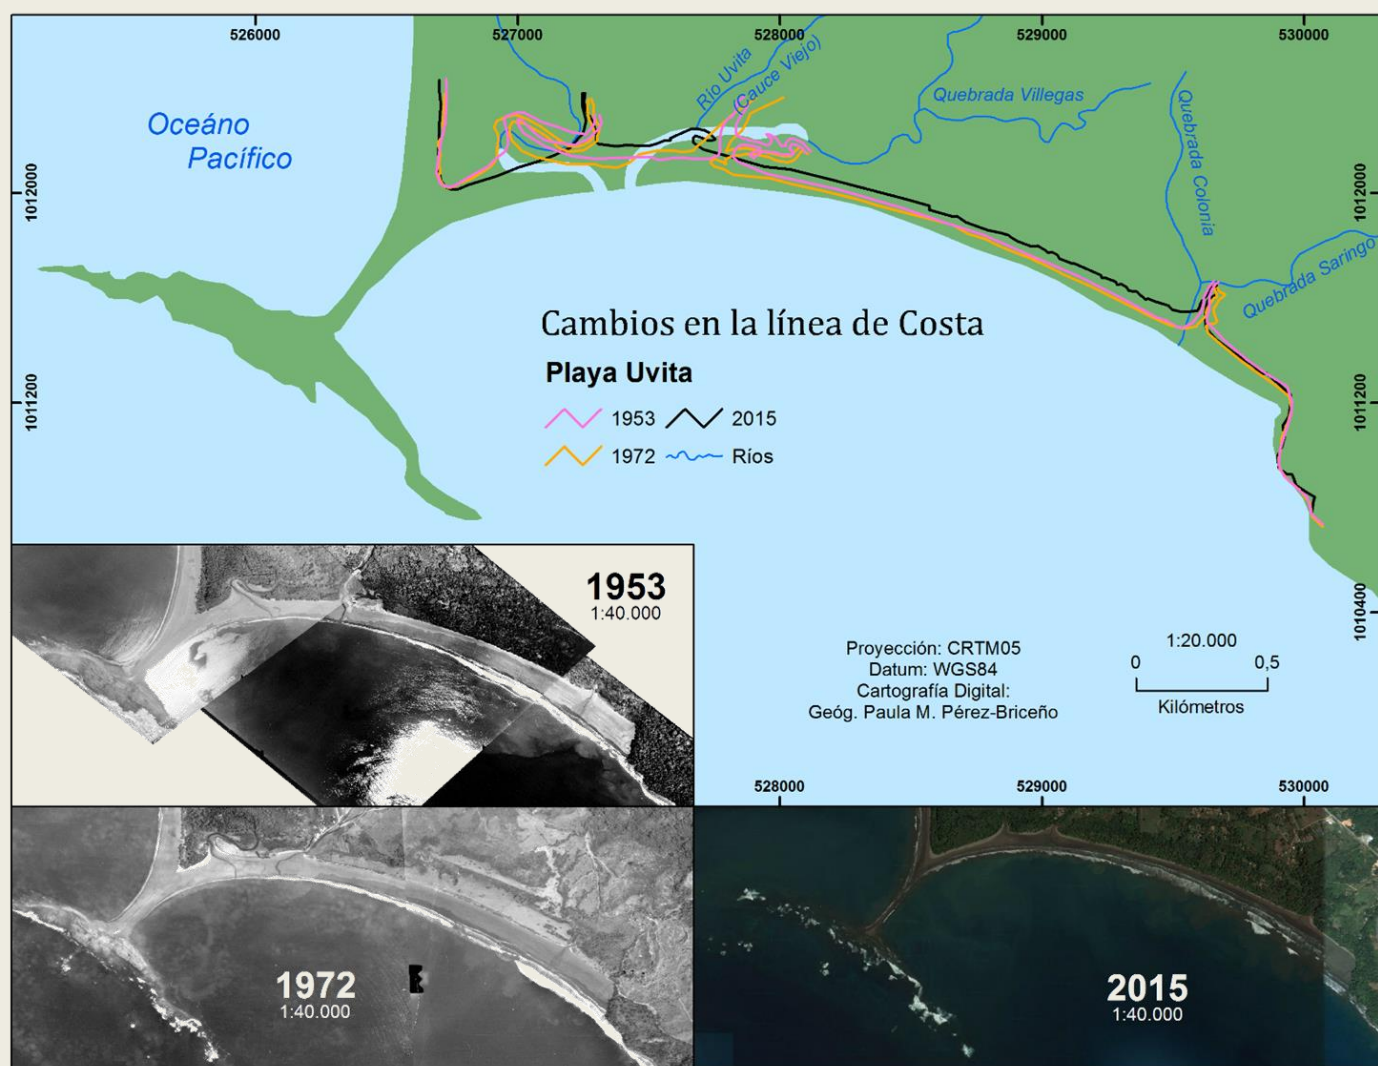 526000
527000
528000
529000
530000
Oceáno
Pacífico
Río Uvita
(Cauce Viejo)
Quebrada Villegas
Quebrada Colonia
Quebrada Saringo
1012000
1012000
Cambios en la línea de Costa
Playa Uvita
1953
2015
1972
Ríos
1011200
1011200
1953
1:40.000
1010400
Proyección: CRTM05
Datum: WGS84
Cartografía Digital:
Geóg. Paula M. Pérez-Briceño
1:20.000
0 0,5
Kilómetros
528000
529000
530000
1972
1:40.000
2015
1:40.000